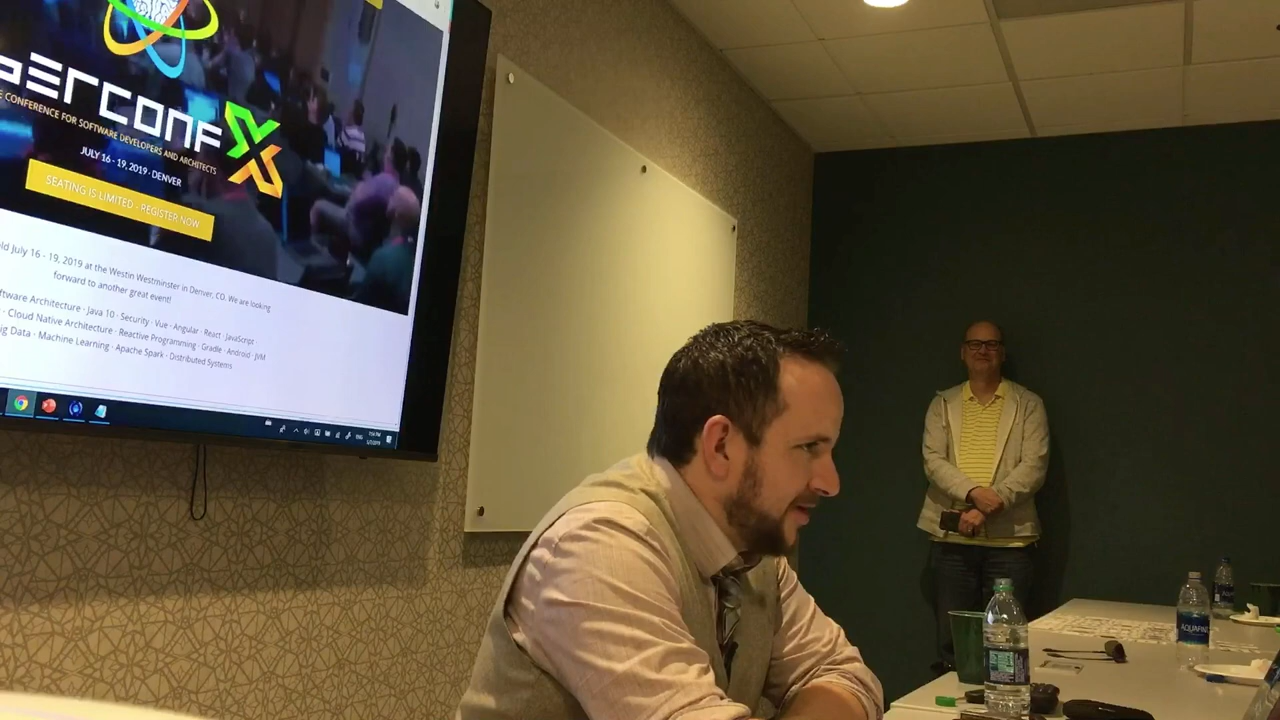 berconf X
E CONFERENCE FOR SOFTWARE DEVELOPERS AND ARCHITECTS
JULY 16 - 19, 2019 - DENVER
SEATING IS LIMITED - REGISTER NOW
ld July 16 - 19, 2019 at the Westin Westminster in Denver, CO. We are looking
forward to another great event!
ftware Architecture · Java 10 · Security · Vue · Angular · React · JavaScript
· Cloud Native Architecture · Reactive Programming · Gradle · Android · JVM
ig Data · Machine Learning · Apache Spark · Distributed Systems
AQUAFINA